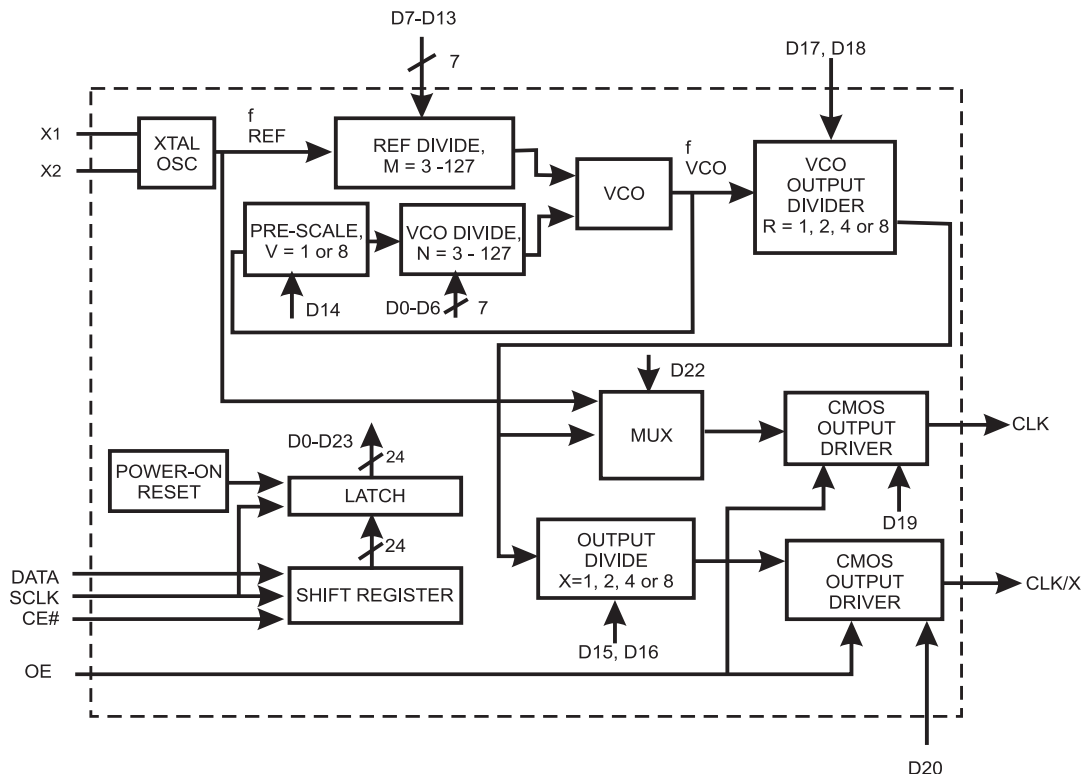 D7-D13
7
D17, D18
X1
X2
XTAL
OSC
f
REF
REF DIVIDE,
M = 3 -127
VCO
f
VCO
VCO
OUTPUT
DIVIDER
R = 1, 2, 4 or 8
PRE-SCALE,
V = 1 or 8
VCO DIVIDE,
N = 3 - 127
D14
D0-D6
7
D22
MUX
CMOS
OUTPUT
DRIVER
CLK
D19
D0-D23
24
POWER-ON
RESET
LATCH
24
OUTPUT
DIVIDE
X=1, 2, 4 or 8
CMOS
OUTPUT
DRIVER
CLK/X
DATA
SCLK
CE#
SHIFT REGISTER
D15, D16
OE
D20